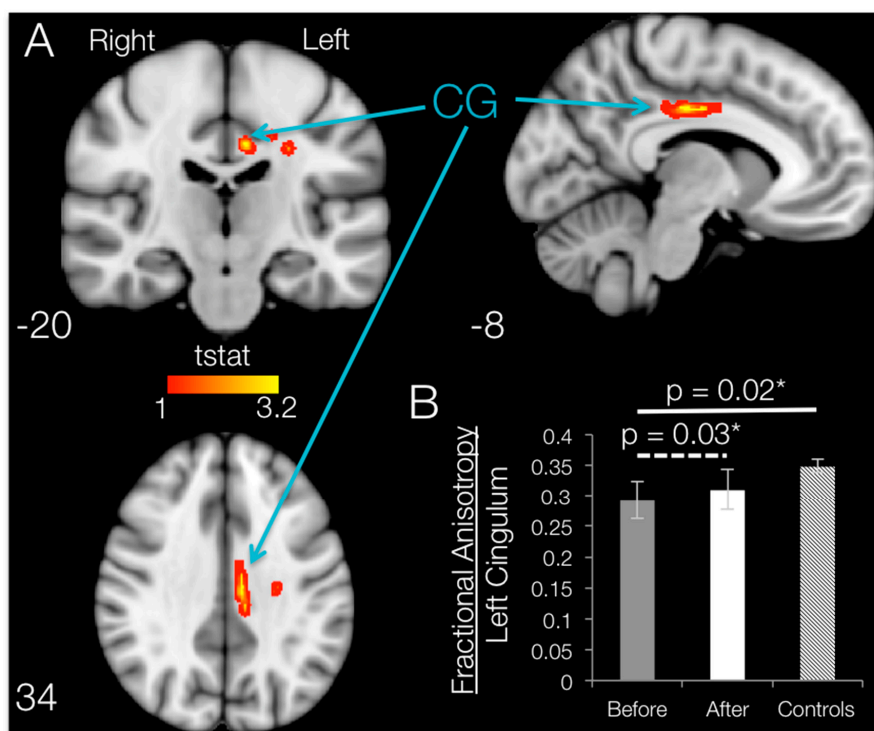 A
Right
Left
CG
-20
-8
tstat
1
3.2
34
B
p = 0.02*
p = 0.03*
Fractional Anisotropy
Left Cingulum
0.4
0.35
0.3
0.25
0.2
0.15
0.1
0.05
0
Before
After
Controls